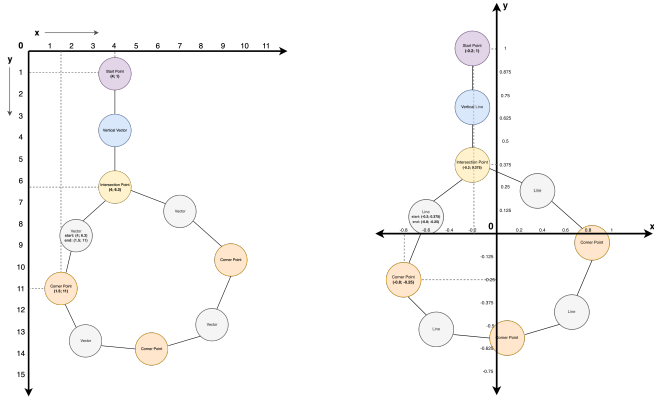 x
0
1 2 3 4 5 6 7 8 9 10 11
y
1
2
3
4
5
6
7
8
9
10
11
12
13
14
15
Start Point
(4; 1)
Vertical Vector
Intersection Point
(4; 6.3)
Vector
Vector
start: (4; 6.3)
end: (1.5; 11)
Corner Point
Corner Point
(1.5; 11)
Vector
Vector
Corner Point
y
x
0
1
0.875
0.75
0.625
0.5
0.375
0.125
-0.8 -0.6 -0.4 -0.2 0.2 0.4 0.6 0.8 1
-0.125
-0.25
-0.375
-0.5
-0.625
-0.75
Start Point
(-0.2; 1)
Vertical Line
Intersection Point
(-0.2; 0.375)
Line
Line
start: (-0.2; 0.375)
end: (-0.8; -0.25)
Corner Point
Corner Point
(-0.8; -0.25)
Line
Line
Corner Point